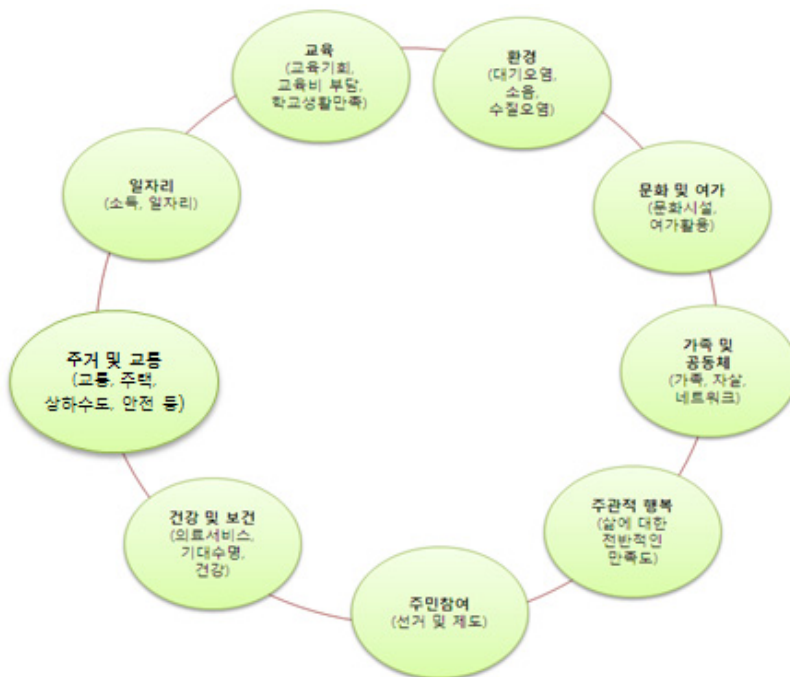 교육
(교육기회,
교육비 부담,
학교생활만족)
환경
(대기오염,
소음,
수질오염)
문화 및 여가
(문화시설,
여가활용)
가족 및
공동체
(가족, 자살,
네트워크)
주관적 행복
(삶에 대한
전반적인
만족도)
주민참여
(선거 및 제도)
건강 및 보건
(의료서비스,
기대수명,
건강)
주거 및 교통
(교통, 주택,
상하수도, 안전 등)
일자리
(소득, 일자리)